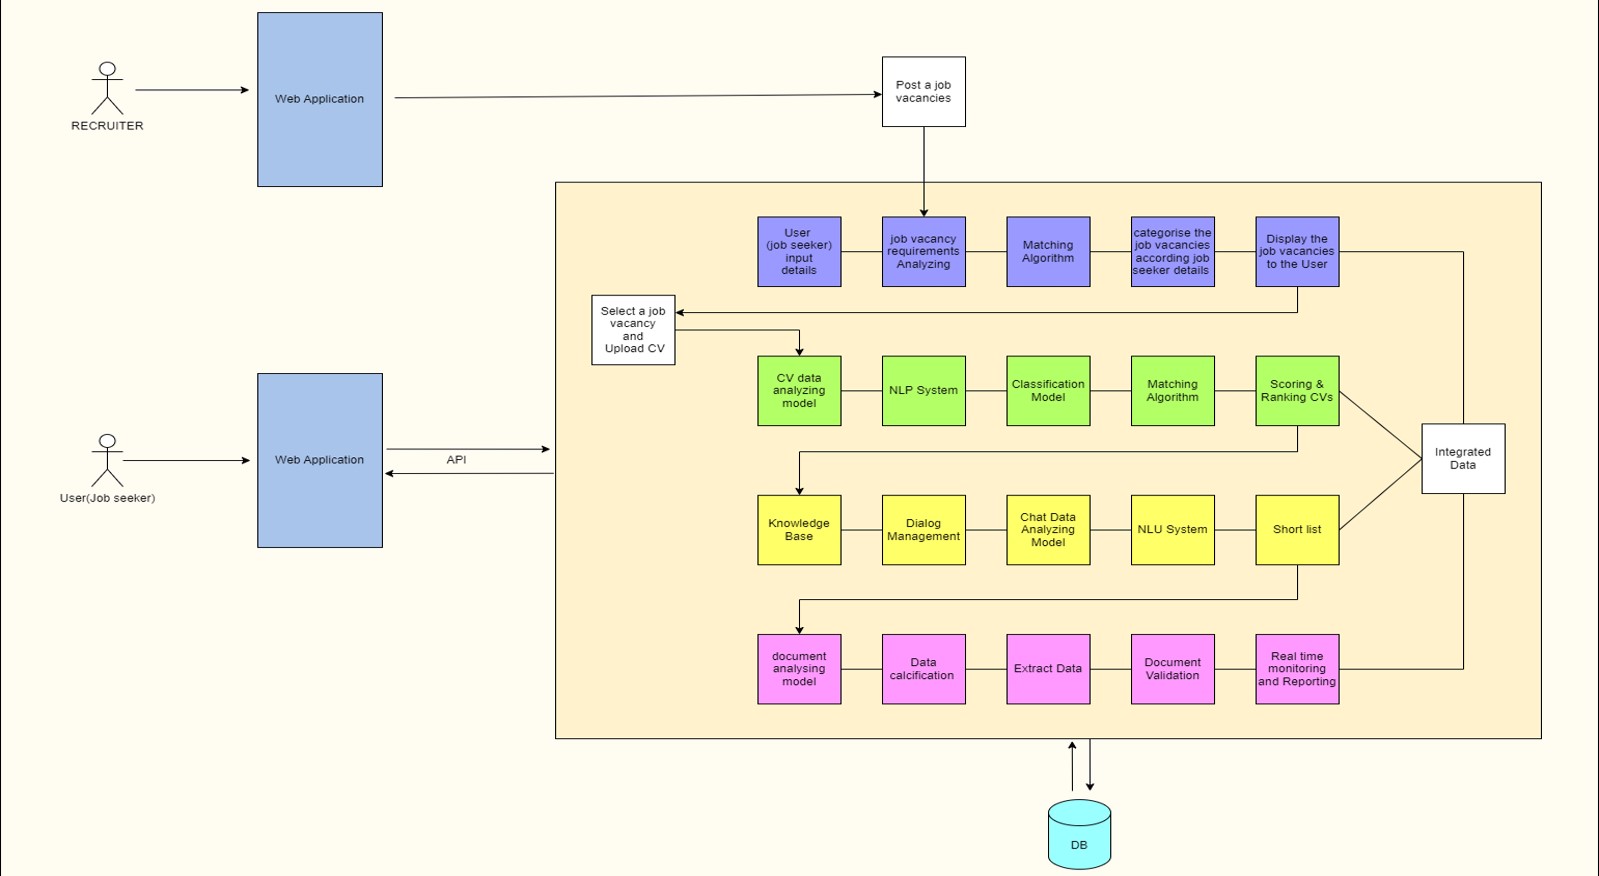 RECRUITER
Web Application
Post a job
vacancies
User
(job seeker)
input
details
job vacancy
requirements
Analyzing
Matching
Algorithm
categorise the
job vacancies
according job
seeker details
Display the
job vacancies
to the User
Select a job
vacancy
and
Upload CV
CV data
analyzing
model
NLP System
Classification
Model
Matching
Algorithm
Scoring &
Ranking CVs
Integrated
Data
User(Job seeker)
Web Application
API
Knowledge
Base
Dialog
Management
Chat Data
Analyzing
Model
NLU System
Short list
document
analysing
model
Data
calcification
Extract Data
Document
Validation
Real time
monitoring
and Reporting
DB